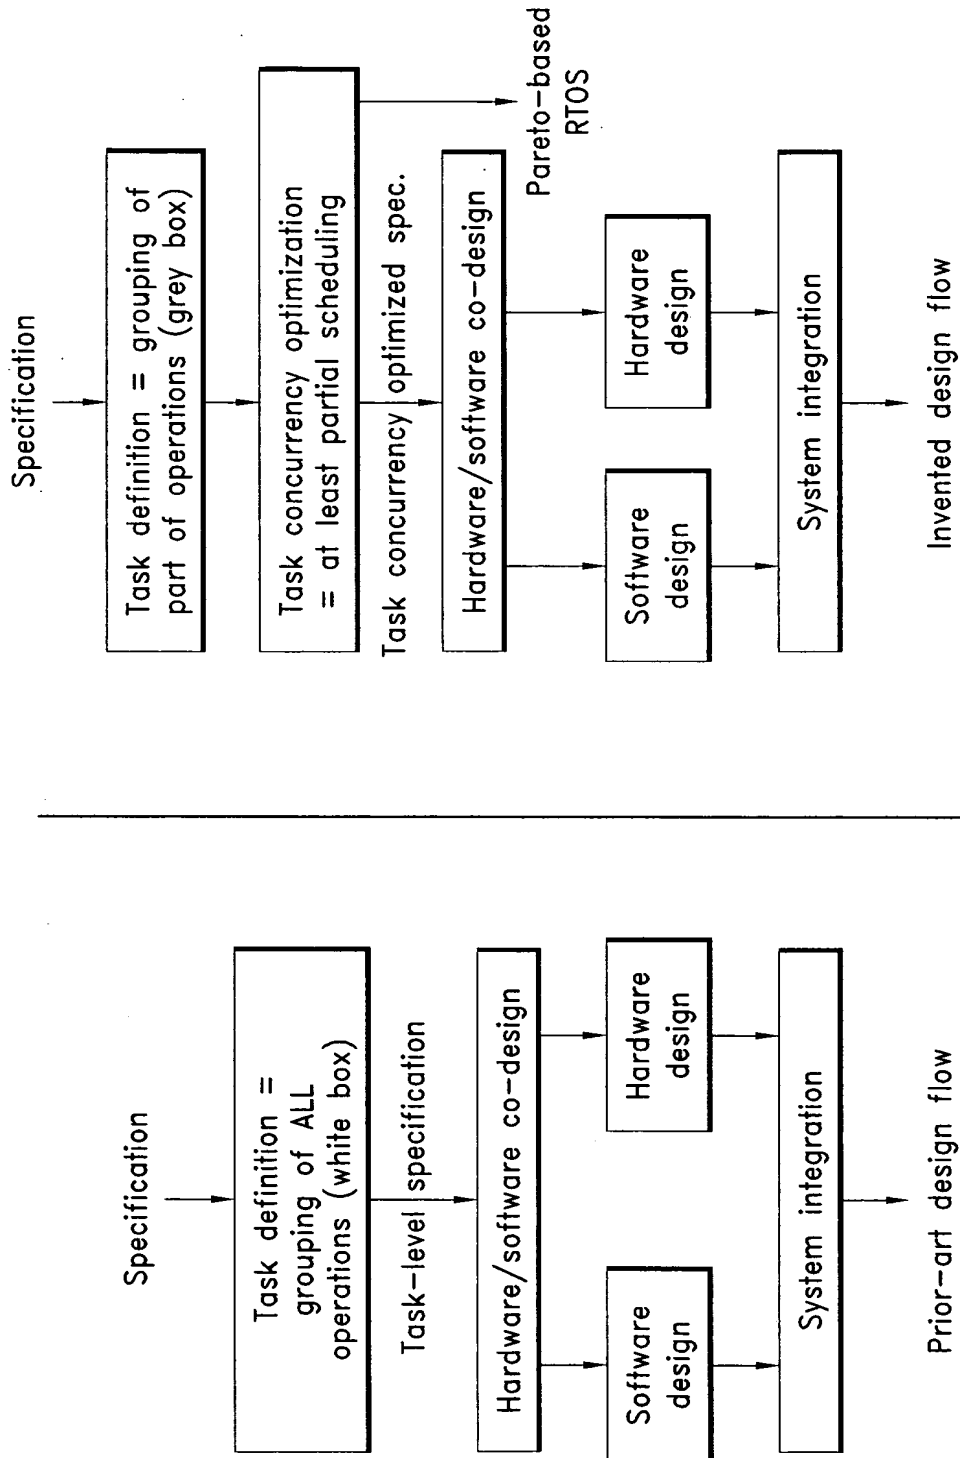 Specification
Task definition =
grouping of ALL
operations (white box)
Task-level specification
Hardware/software co-design
Software
design
Hardware
design
System integration
Prior-art design flow
Specification
Task definition = grouping of
part of operations (grey box)
Task concurrency optimization
= at least partial scheduling
Task concurrency optimized spec.
Pareto-based
RTOS
Hardware/software co-design
Software
design
Hardware
design
System integration
Invented design flow